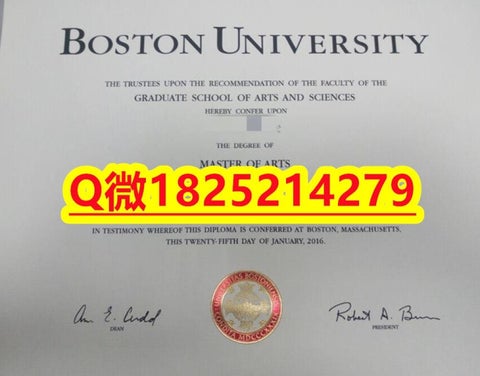 BOSTON UNIVERSITY
THE TRUSTEES UPON THE RECOMMENDATION OF THE FACULTY OF THE
GRADUATE SCHOOL OF ARTS AND SCIENCES
HEREBY CONFER UPON
THE DEGREE OF
MASTER OF ARTS
Q微1825214279
IN TESTIMONY WHEREOF THIS DIPLOMA IS CONFERRED AT BOSTON, MASSACHUSETTS,
THIS TWENTY-FIFTH DAY OF JANUARY, 2016.
DEAN
Robert A.
PRESIDENT